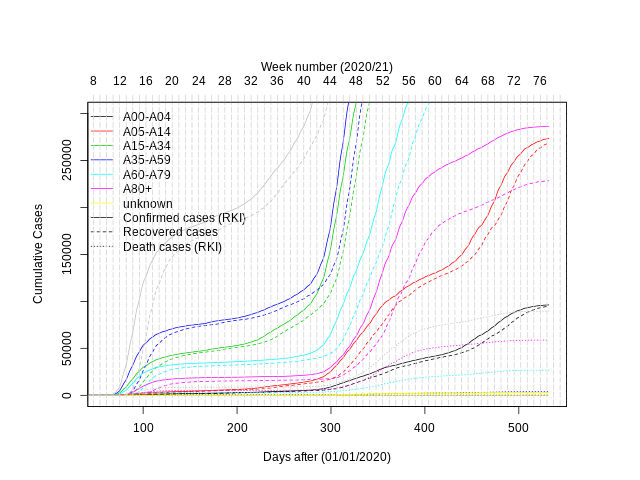 Week number (2020/21)
8 12 16 20 24 28 32 36 40 44 48 52 56 60 64 68 72 76
A00-A04
A05-A14
A15-A34
A35-A59
A60-A79
A80+
unknown
Confirmed cases (RKI)
Recovered cases
Death cases (RKI)
Cumulative Cases
250000
150000
50000
0
100 200 300 400 500
Days after (01/01/2020)